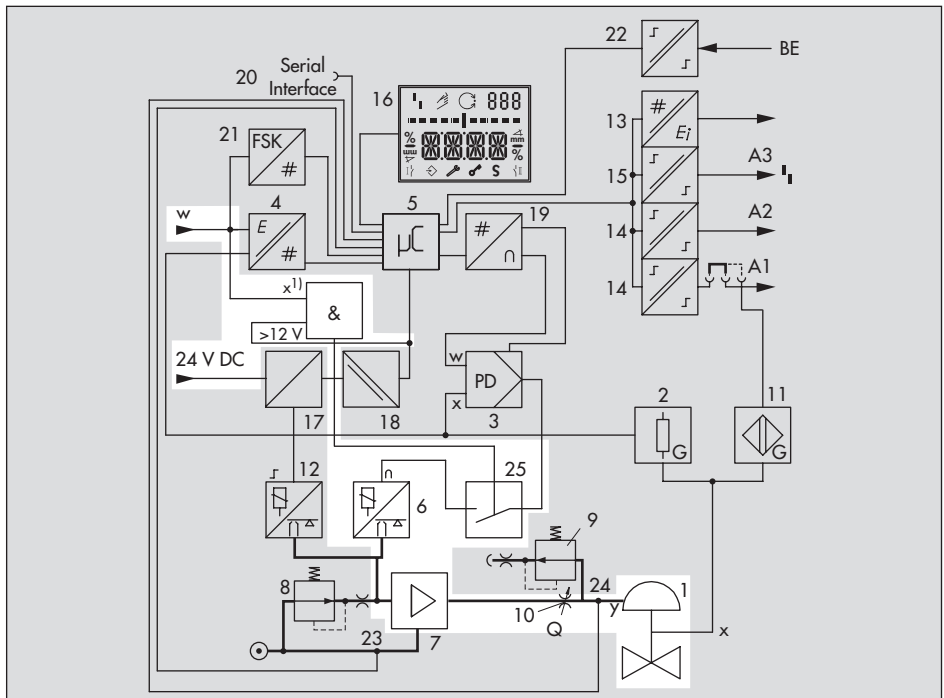 22
BE
20 Serial
Interface
16
888
%
mm
mm
%
S
13
#
Ei
21
FSK
#
15
A3
w
4
E
#
5
µC
19
#
∩
14
A2
14
A1
x1)
&
>12 V
24 V DC
17
18
w
PD
x
3
2
G
11
G
12
∩
6
25
9
8
7
10
Q
24
y
1
x
23